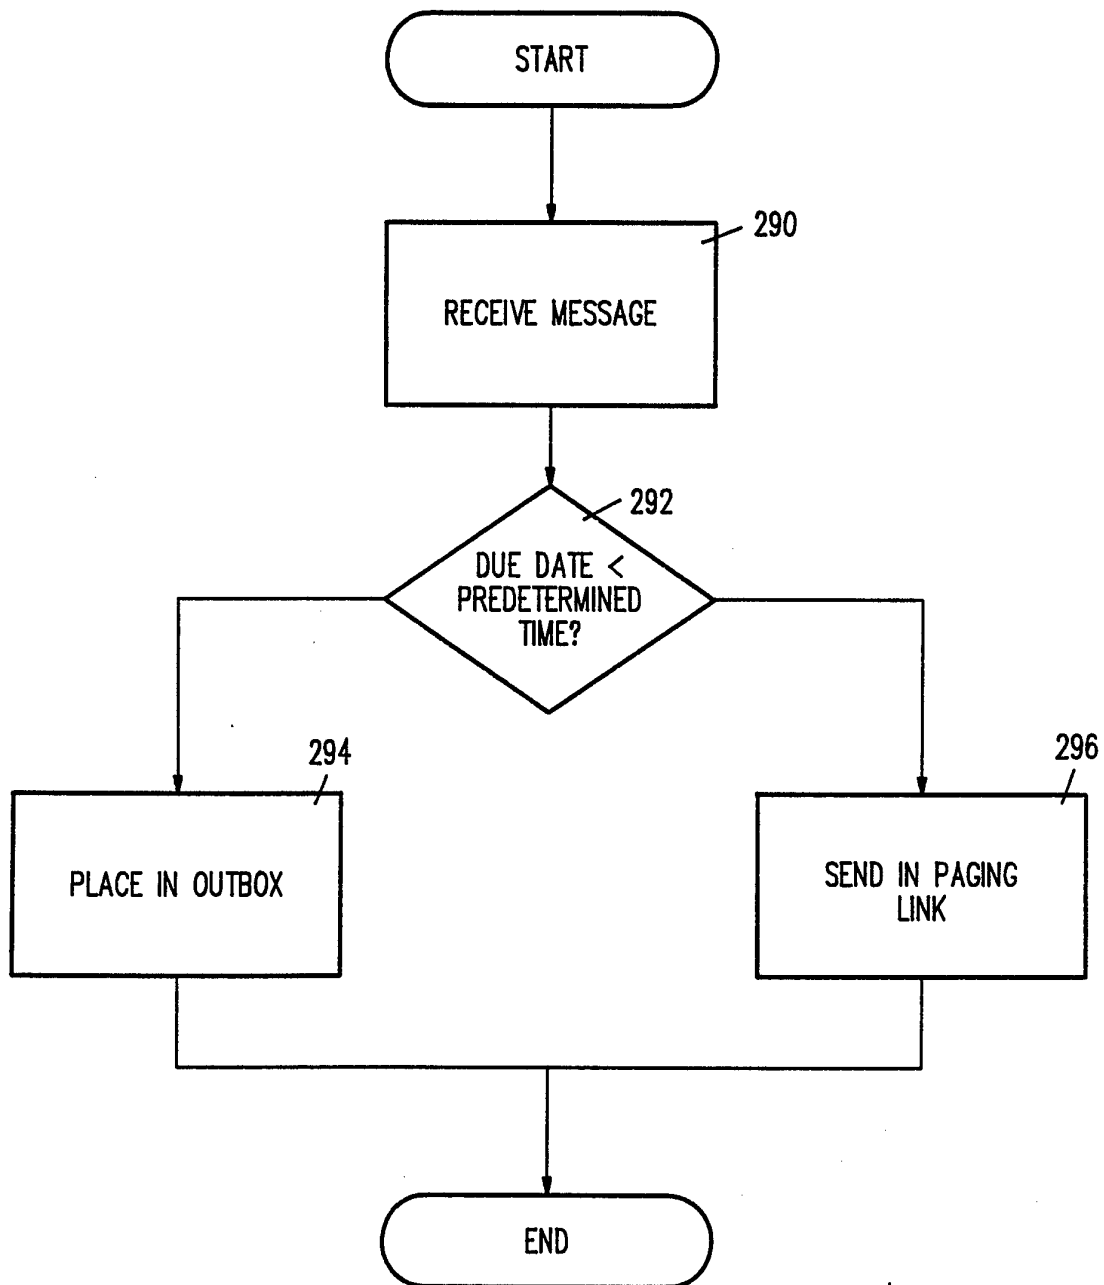 START
290
RECEIVE MESSAGE
292
DUE DATE <
PREDETERMINED
TIME?
294
PLACE IN OUTBOX
296
SEND IN PAGING
LINK
END